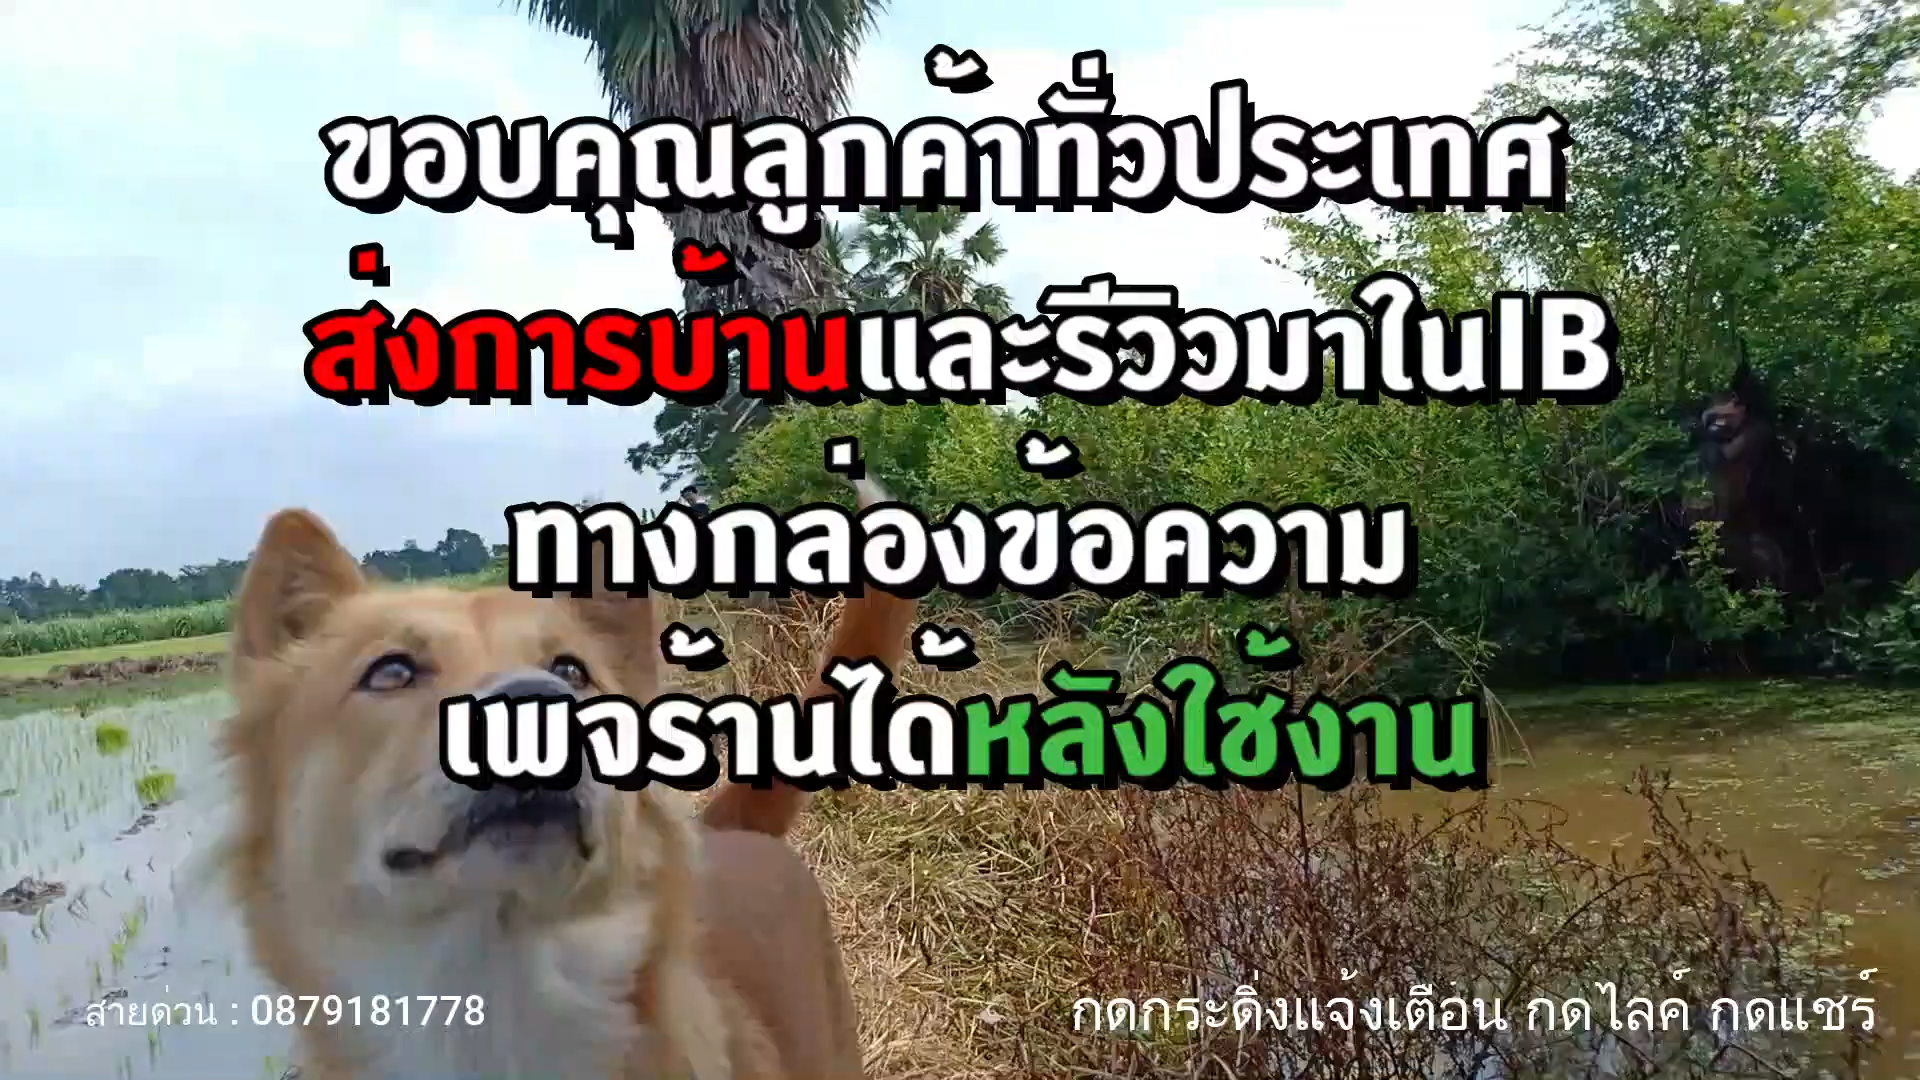 ขอบคุณลูกค้าทั่วประเทศ
ส่งการบ้านและรีวิวมาในIB
ทางกล่องข้อความ
เพจร้านได้หลังใช้งาน
สายด่วน : 0879181778
กดกระดิ่งแจ้งเตือน กดไลค์ กดแชร์